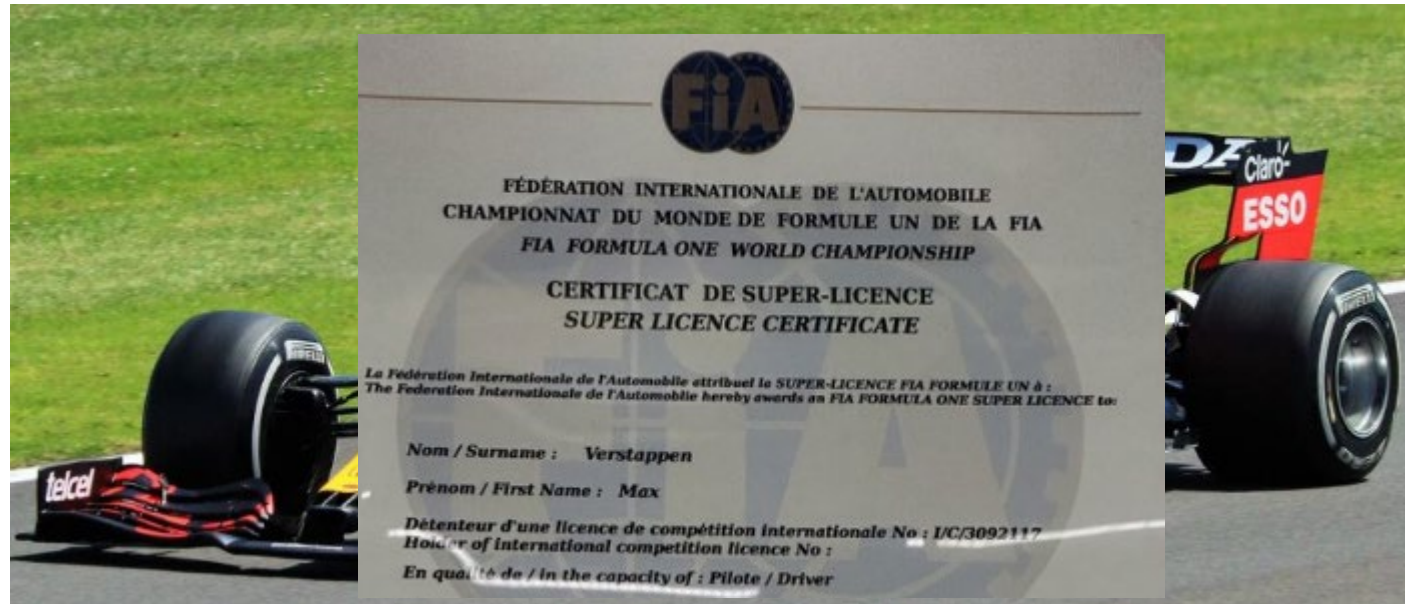 FiA
FÉDÉRATION INTERNATIONALE DE L'AUTOMOBILE
CHAMPIONNAT DU MONDE DE FORMULE UN DE LA FIA
FIA FORMULA ONE WORLD CHAMPIONSHIP
CERTIFICAT DE SUPER-LICENCE
SUPER LICENCE CERTIFICATE
La Fédération Internationale de l'Automobile attribuel la SUPER-LICENCE FIA FORMULE UN à :
The Federation Internationale de l'Automobile hereby awards an FIA FORMULA ONE SUPER LICENCE to:
Nom / Surname : Verstappen
Prénom / First Name : Max
Détenteur d'une licence de compétition internationale No : I/C/3092117
Holder of international competition licence No :
En qualité de / in the capacity of : Pilote / Driver
telcel
PIRELLI
DA
Claro
ESSO
PIRELLI
FIA